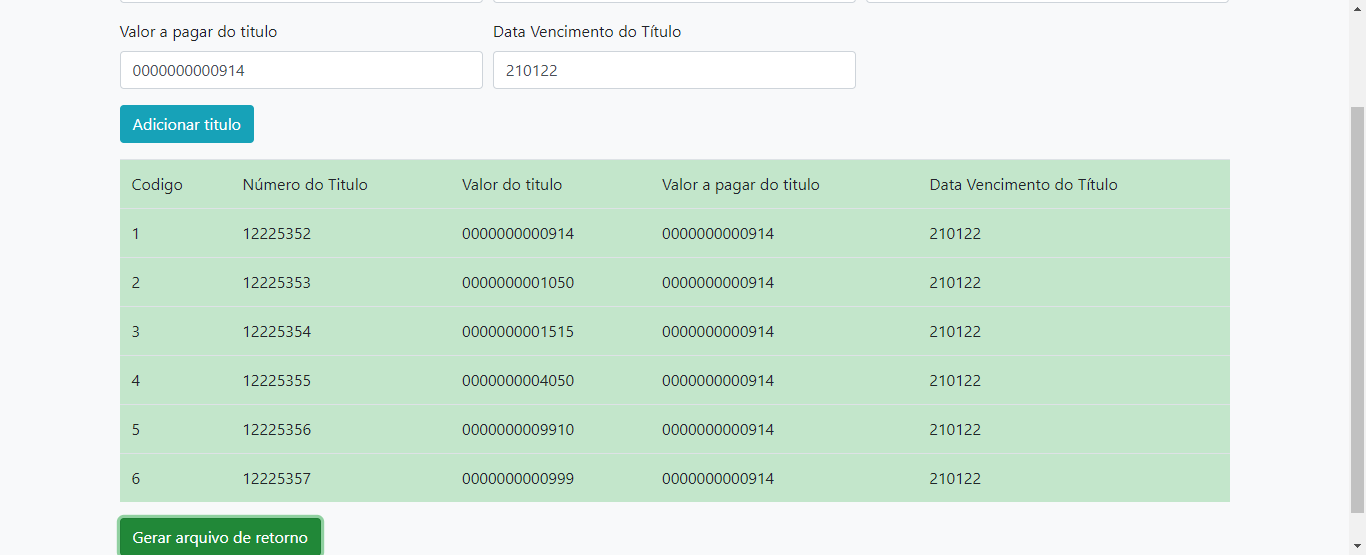 Valor a pagar do titulo Data Vencimento do Título
0000000000914 210122
Adicionar titulo
Codigo Número do Titulo Valor do titulo Valor a pagar do titulo Data Vencimento do Título
1 12225352 0000000000914 0000000000914 210122
2 12225353 0000000001050 0000000000914 210122
3 12225354 0000000001515 0000000000914 210122
4 12225355 0000000004050 0000000000914 210122
5 12225356 0000000009910 0000000000914 210122
6 12225357 0000000000999 0000000000914 210122
Gerar arquivo de retorno